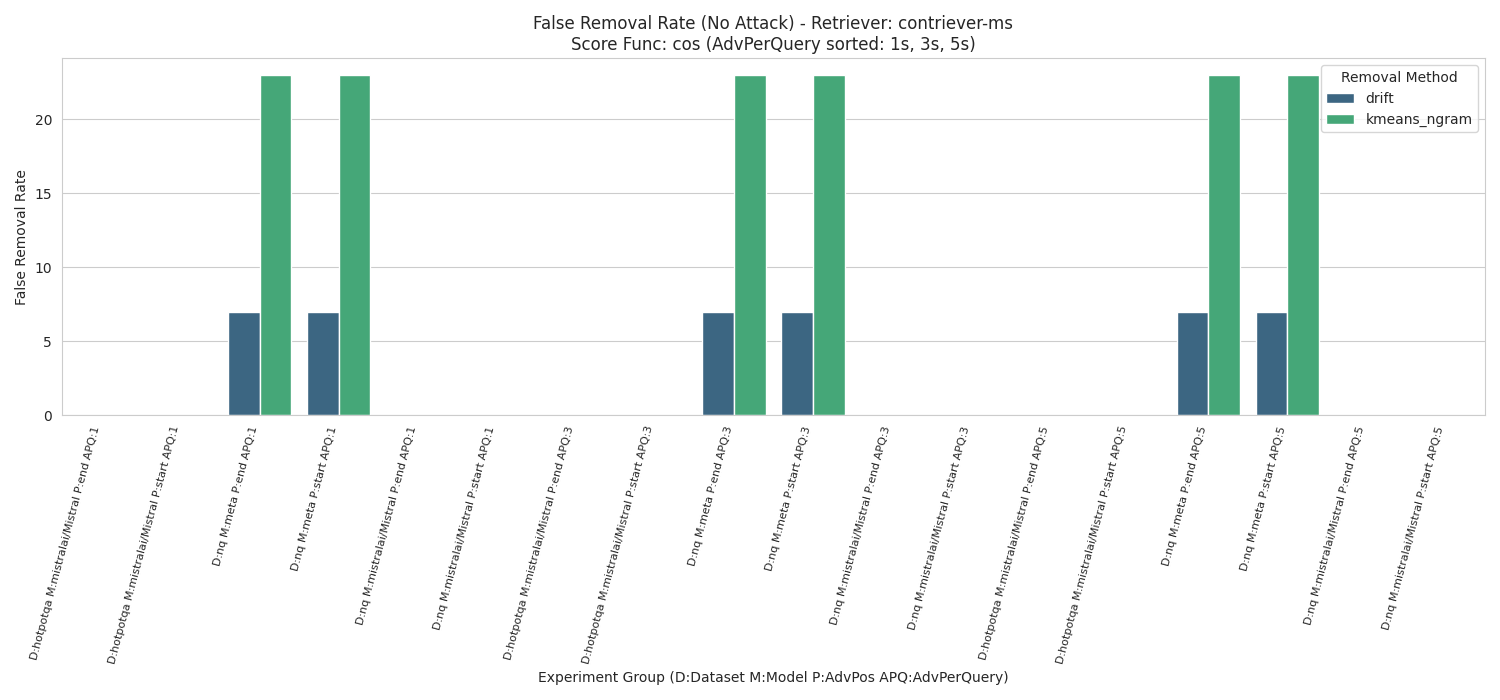 False Removal Rate (No Attack) - Retriever: contriever-ms
Score Func: cos (AdvPerQuery sorted: 1s, 3s, 5s)
Removal Method
drift
kmeans_ngram
False Removal Rate
20
15
10
5
0
D:hotpotqa M:mistralai/Mistral P:end APQ:1
D:hotpotqa M:mistralai/Mistral P:start APQ:1
D:nq M:meta P:end APQ:1
D:nq M:meta P:start APQ:1
D:nq M:mistralai/Mistral P:end APQ:1
D:nq M:mistralai/Mistral P:start APQ:1
D:hotpotqa M:mistralai/Mistral P:end APQ:3
D:hotpotqa M:mistralai/Mistral P:start APQ:3
D:nq M:meta P:end APQ:3
D:nq M:meta P:start APQ:3
D:nq M:mistralai/Mistral P:end APQ:3
D:nq M:mistralai/Mistral P:start APQ:3
D:hotpotqa M:mistralai/Mistral P:end APQ:5
D:hotpotqa M:mistralai/Mistral P:start APQ:5
D:nq M:meta P:end APQ:5
D:nq M:meta P:start APQ:5
D:nq M:mistralai/Mistral P:end APQ:5
D:nq M:mistralai/Mistral P:start APQ:5
Experiment Group (D:Dataset M:Model P:AdvPos APQ:AdvPerQuery)